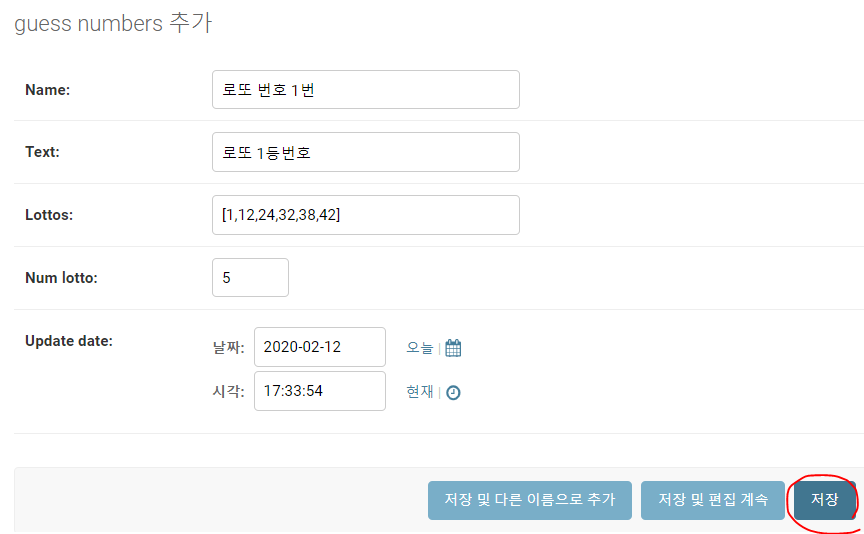 guess numbers 추가
Name: 로또 번호 1번
Text: 로또 1등번호
Lottos: [1,12,24,32,38,42]
Num lotto: 5
Update date: 날짜: 2020-02-12 오늘 |
시각: 17:33:54 현재 |
저장 및 다른 이름으로 추가 저장 및 편집 계속 저장